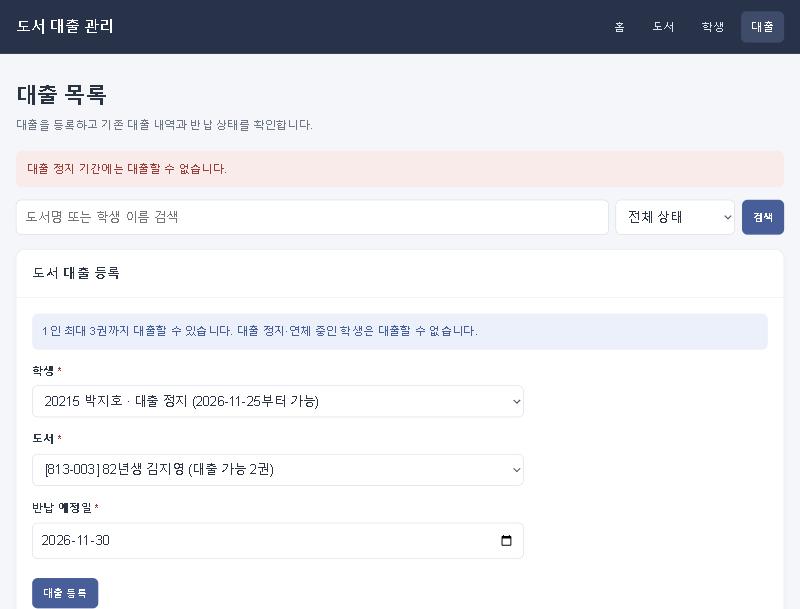 도서 대출 관리
홈 도서 학생 대출
대출 목록
대출을 등록하고 기존 대출 내역과 반납 상태를 확인합니다.
대출 정지 기간에는 대출할 수 없습니다.
도서명 또는 학생 이름 검색 전체 상태 검색
도서 대출 등록
1인 최대 3권까지 대출할 수 있습니다. 대출 정지·연체 중인 학생은 대출할 수 없습니다.
학생 *
20215 박지호 · 대출 정지 (2026-11-25부터 가능)
도서 *
[813-003] 82년생 김지영 (대출 가능 2권)
반납 예정일 *
2026-11-30
대출 등록